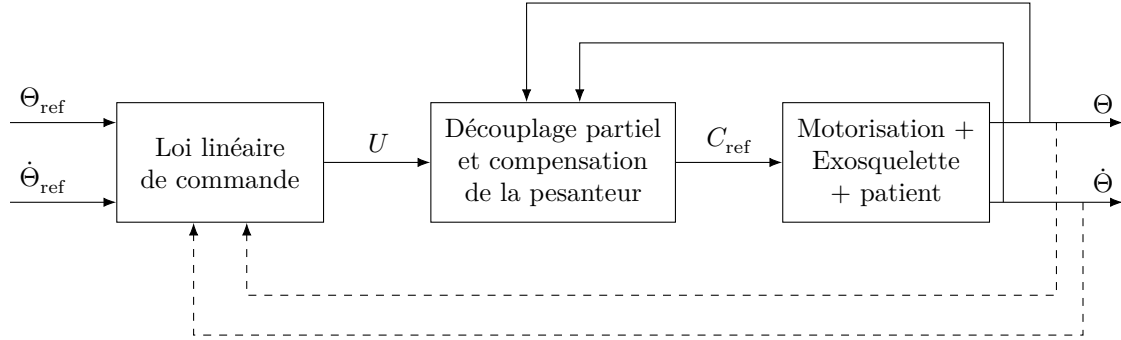 Θref
Θ̇ref
Loi linéaire
de commande
U
Découplage partiel
et compensation
de la pesanteur
Cref
Motorisation +
Exosquelette
+ patient
Θ
Θ̇